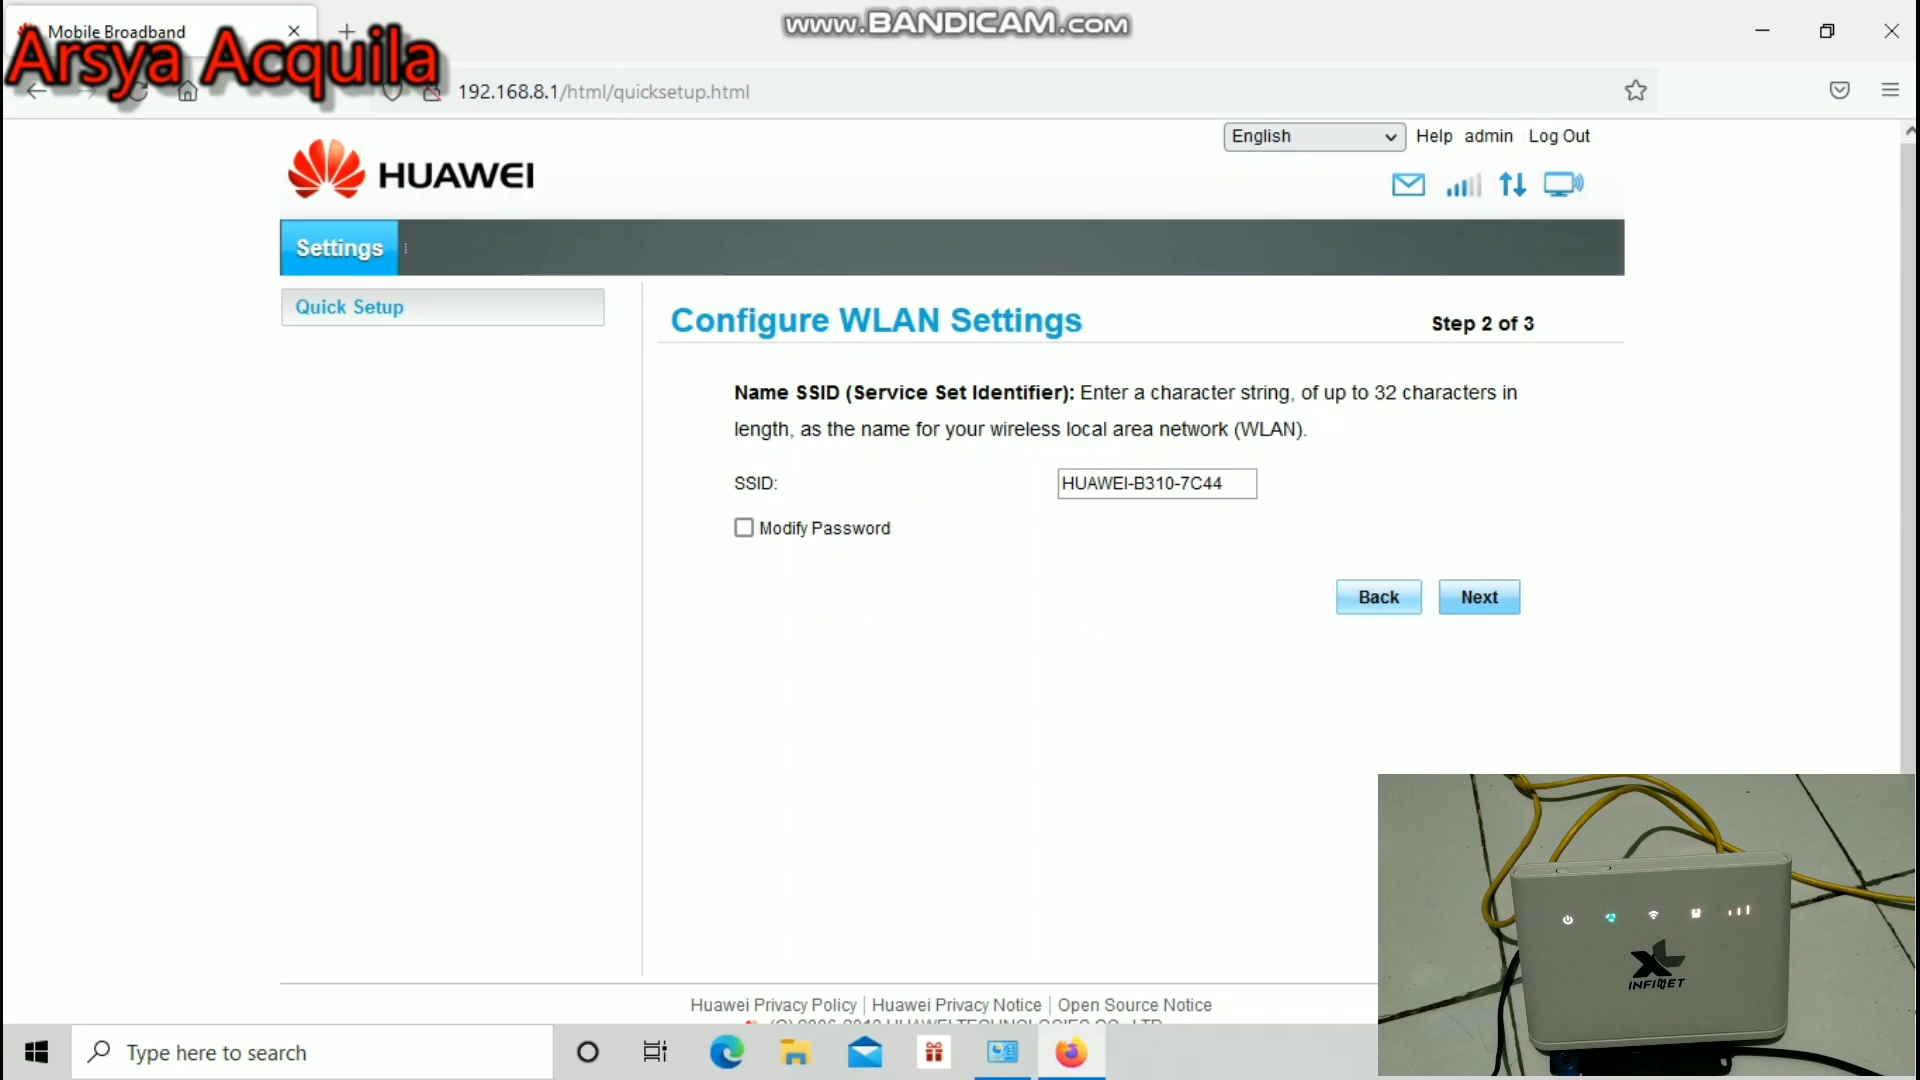 Mobile Broadband
www.BANDICAM.com
Arsya Acquila
192.168.8.1/html/quicksetup.html
English
Help admin Log Out
HUAWEI
Settings
Quick Setup
Configure WLAN Settings
Step 2 of 3
Name SSID (Service Set Identifier): Enter a character string, of up to 32 characters in
length, as the name for your wireless local area network (WLAN).
SSID:
HUAWEI-B310-7C44
Modify Password
Back
Next
XL
INFINET
Huawei Privacy Policy | Huawei Privacy Notice | Open Source Notice
Type here to search